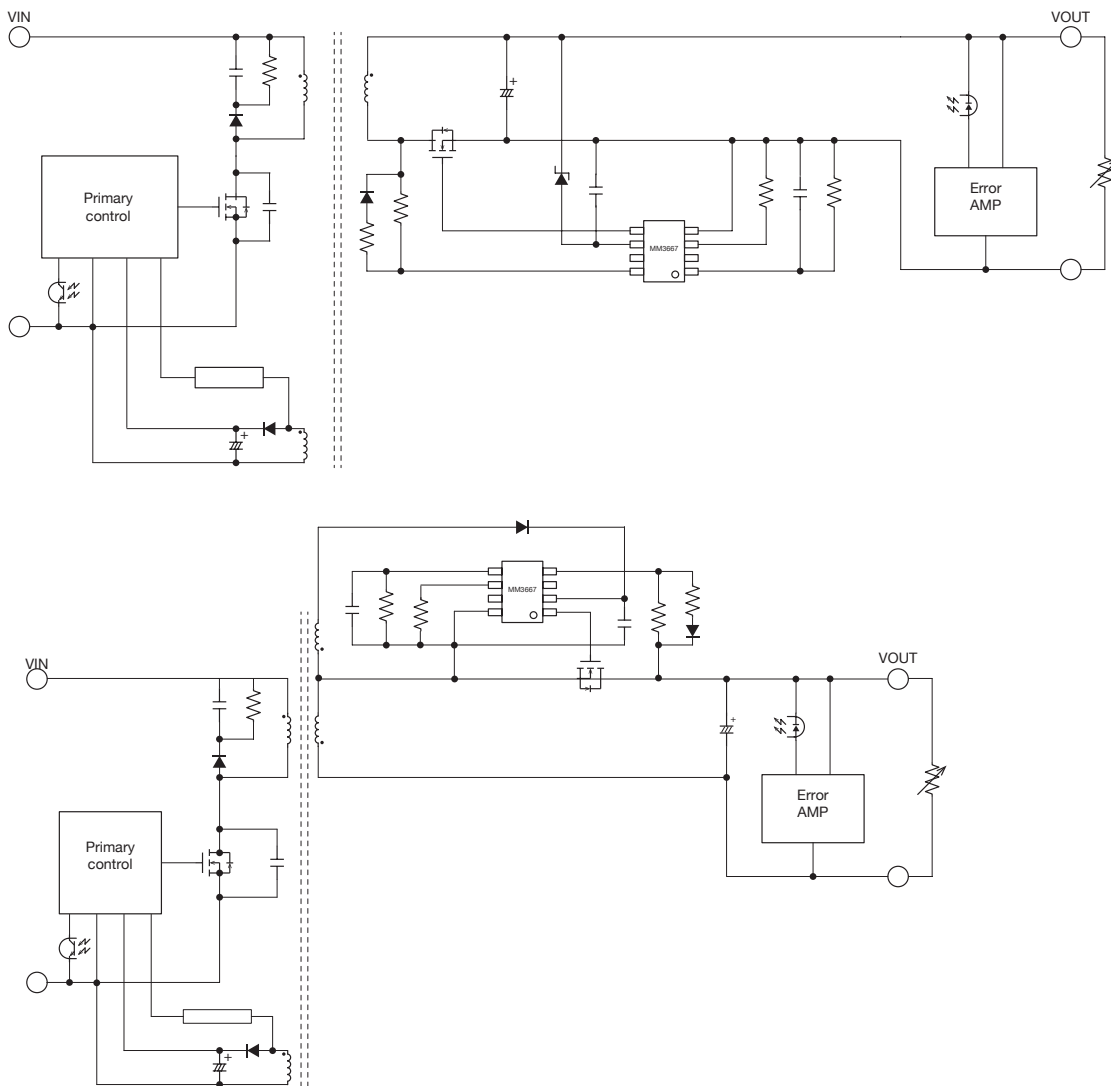 VIN
VOUT
Primary
control
Error
AMP
MM3667
+
+
MM3667
VIN
VOUT
+
Primary
control
Error
AMP
+